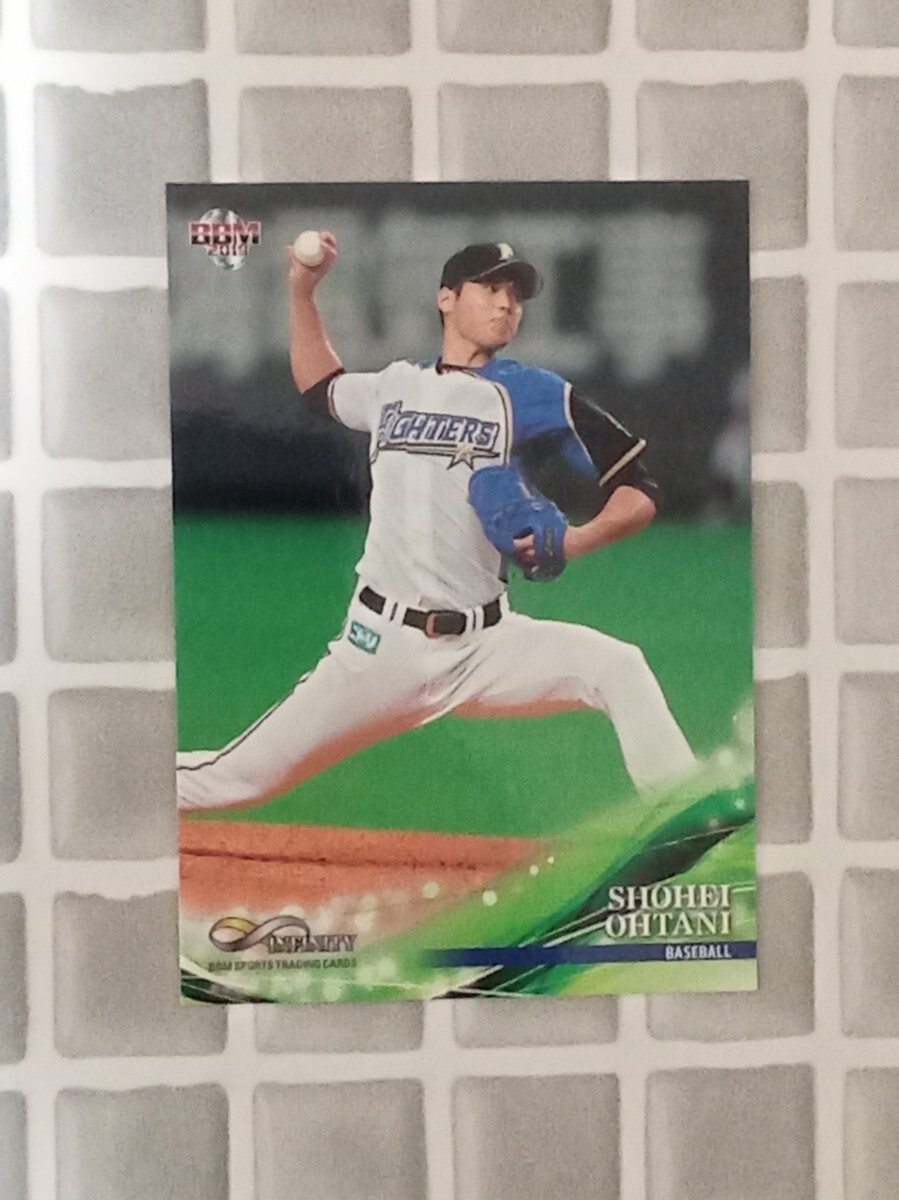 BBM
FIGHTERS
SHOHEI
OHTANI
BASEBALL
INFINITY
BBM SPORTS TRADING CARDS